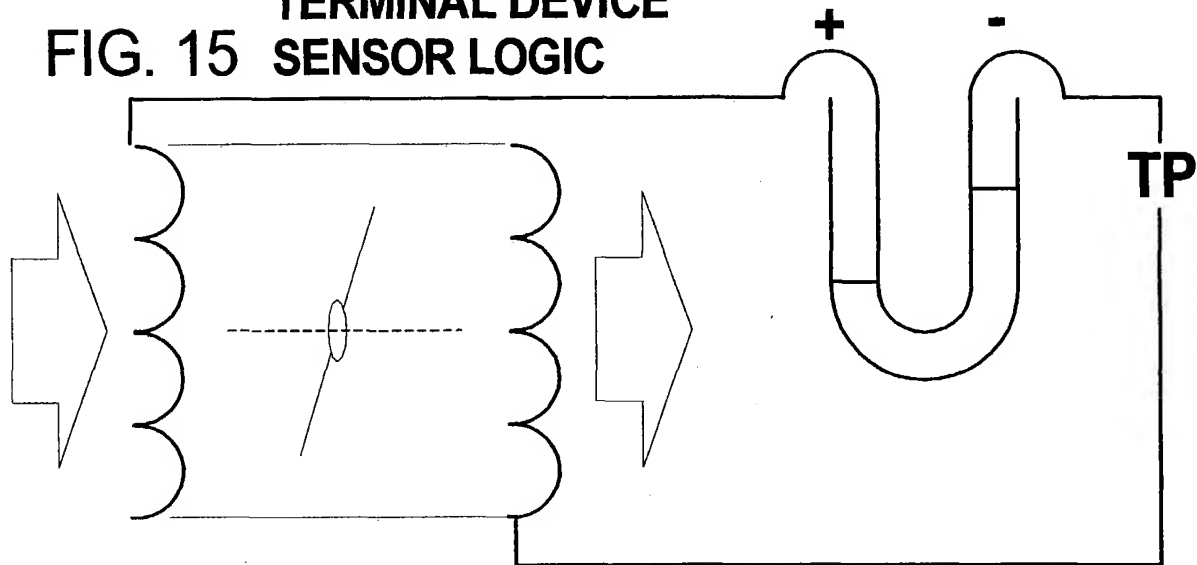 TERMINAL DEVICE
FIG. 15 SENSOR LOGIC
+ -
TP